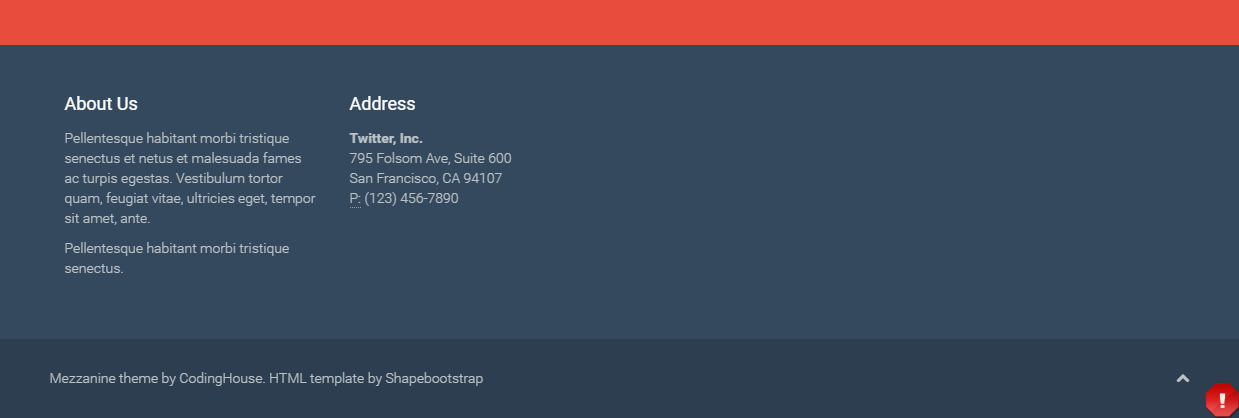 About Us
Pellentesque habitant morbi tristique
senectus et netus et malesuada fames
ac turpis egestas. Vestibulum tortor
quam, feugiat vitae, ultricies eget, tempor
sit amet, ante.
Pellentesque habitant morbi tristique
senectus.
Address
Twitter, Inc.
795 Folsom Ave, Suite 600
San Francisco, CA 94107
P: (123) 456-7890
Mezzanine theme by CodingHouse. HTML template by Shapebootstrap
!